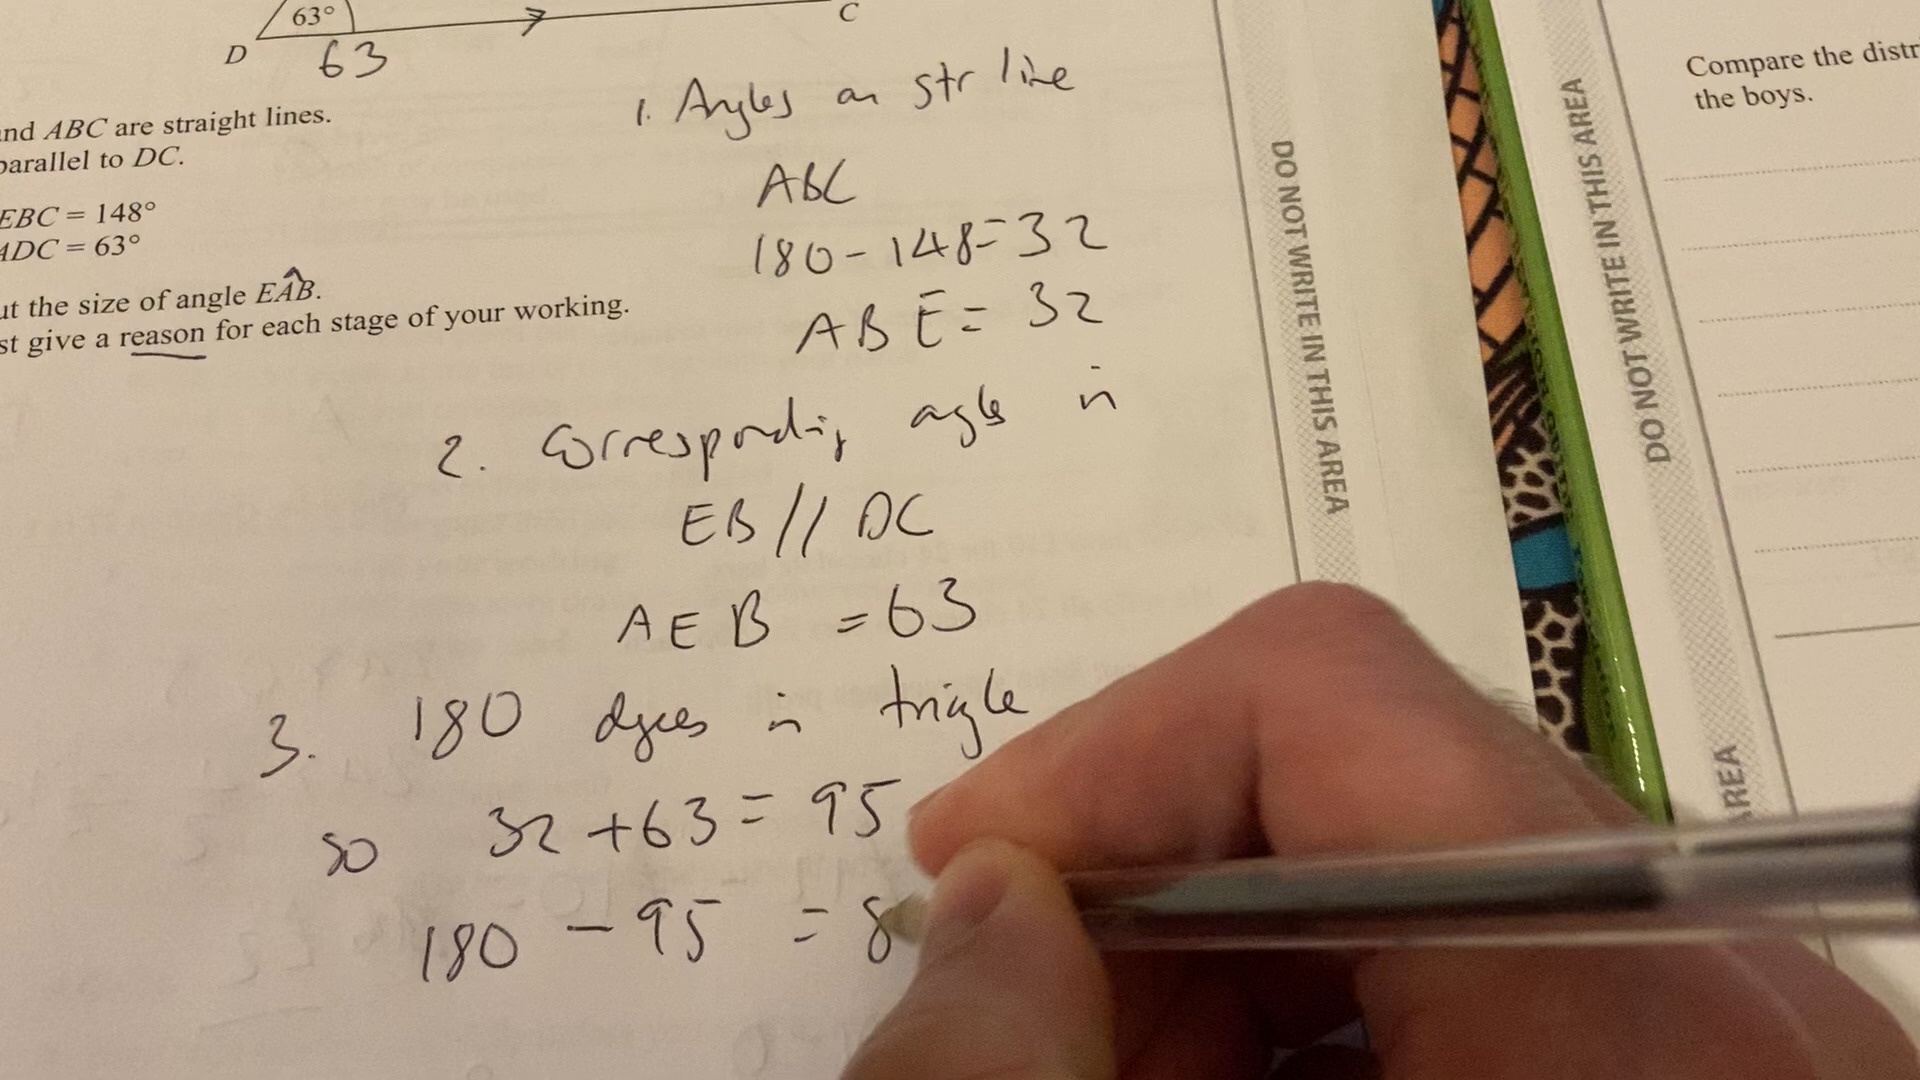 63°
C
D
63
nd ABC are straight lines.
parallel to DC.
EBC = 148°
ADC = 63°
ut the size of angle EAB.
st give a reason for each stage of your working.
1. Angles on str line
ABC
180 - 148 = 32
ABE = 32
2. Corresponding angles in
EB // DC
AEB = 63
3. 180 dgees in triangle
so 32 + 63 = 95
180 - 95 = 8
DO NOT WRITE IN THIS AREA
DO NOT WRITE IN THIS AREA
AREA
Compare the distr
the boys.